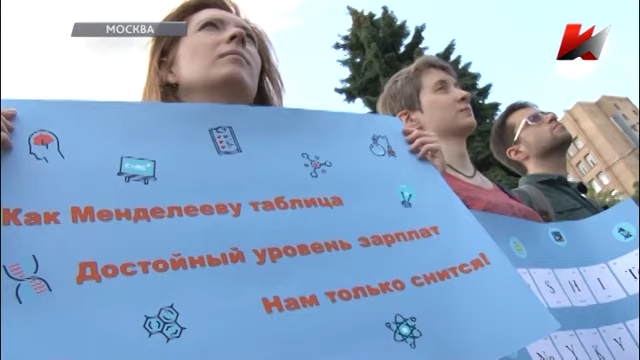 МОСКВА
Как Менделееву таблица
Достойный уровень зарплат
Нам только снится!
S H I
N Y K Y